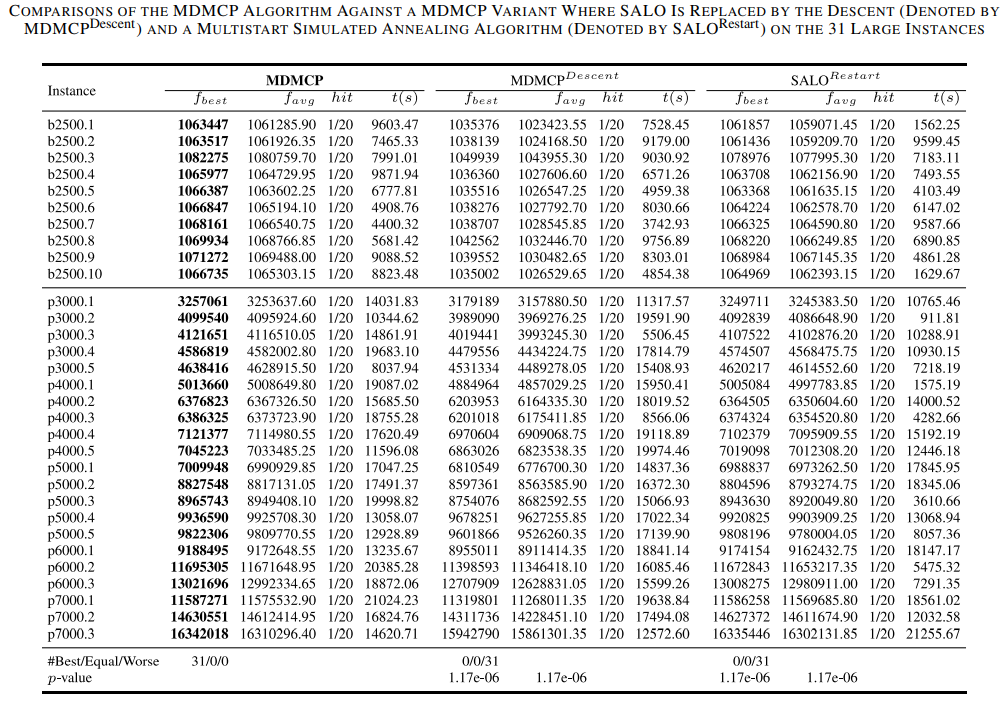 COMPARISONS OF THE MDMCP ALGORITHM AGAINST A MDMCP VARIANT WHERE SALO IS REPLACED BY THE DESCENT (DENOTED BY
MDMCP^Descent) AND A MULTISTART SIMULATED ANNEALING ALGORITHM (DENOTED BY SALO^Restart) ON THE 31 LARGE INSTANCES
Instance MDMCP MDMCP^Descent SALO^Restart
f_best f_avg hit t(s) f_best f_avg hit t(s) f_best f_avg hit t(s)
b2500.1 1063447 1061285.90 1/20 9603.47 1035376 1023423.55 1/20 7528.45 1061857 1059071.45 1/20 1562.25
b2500.2 1063517 1061926.35 1/20 7465.33 1038139 1024168.50 1/20 9179.00 1061436 1059209.70 1/20 9599.45
b2500.3 1082275 1080759.70 1/20 7991.01 1049939 1043955.30 1/20 9030.92 1078976 1077995.30 1/20 7183.11
b2500.4 1065977 1064729.95 1/20 9871.94 1036360 1027606.60 1/20 6571.26 1063708 1062156.90 1/20 7493.55
b2500.5 1066387 1063602.25 1/20 6777.81 1035516 1026547.25 1/20 4959.38 1063368 1061635.15 1/20 4103.49
b2500.6 1066847 1065194.10 1/20 4908.76 1038276 1027792.70 1/20 8030.66 1064224 1062578.70 1/20 6147.02
b2500.7 1068161 1066540.75 1/20 4400.32 1038707 1028545.85 1/20 3742.93 1066325 1064590.80 1/20 9587.66
b2500.8 1069934 1068766.85 1/20 5681.42 1042562 1032446.70 1/20 9756.89 1068220 1066249.85 1/20 6890.85
b2500.9 1071272 1069488.00 1/20 9088.52 1039552 1030482.65 1/20 8303.01 1068984 1067145.35 1/20 4861.28
b2500.10 1066735 1065303.15 1/20 8823.48 1035002 1026529.65 1/20 4854.38 1064969 1062393.15 1/20 1629.67
p3000.1 3257061 3253637.60 1/20 14031.83 3179189 3157880.50 1/20 11317.57 3249711 3245383.50 1/20 10765.46
p3000.2 4099540 4095924.60 1/20 10344.62 3989090 3969276.25 1/20 19591.90 4092839 4086648.90 1/20 911.81
p3000.3 4121651 4116510.05 1/20 14861.91 4019441 3993245.30 1/20 5506.45 4107522 4102876.20 1/20 10288.91
p3000.4 4586819 4582002.80 1/20 19683.10 4479556 4434224.75 1/20 17814.79 4574507 4568475.75 1/20 10930.15
p3000.5 4638416 4628915.50 1/20 8037.94 4531334 4489278.05 1/20 15408.93 4620217 4614552.60 1/20 7218.19
p4000.1 5013660 5008649.80 1/20 19087.02 4884964 4857029.25 1/20 15950.41 5005084 4997783.85 1/20 1575.19
p4000.2 6376823 6367326.50 1/20 15685.50 6203953 6164335.30 1/20 18019.52 6364505 6350604.60 1/20 14000.52
p4000.3 6386325 6373723.90 1/20 18755.28 6201018 6175411.85 1/20 8566.06 6374324 6354520.80 1/20 4282.66
p4000.4 7121377 7114980.55 1/20 17620.49 6970604 6909068.75 1/20 19118.89 7102379 7095909.55 1/20 15192.19
p4000.5 7045223 7033485.25 1/20 11596.08 6863026 6823538.35 1/20 19974.46 7019098 7012308.20 1/20 12446.18
p5000.1 7009948 6990929.85 1/20 17047.25 6810549 6776700.30 1/20 14837.36 6988837 6973262.50 1/20 17845.95
p5000.2 8827548 8817131.05 1/20 17491.37 8597361 8563585.90 1/20 16372.30 8804596 8793274.75 1/20 18345.06
p5000.3 8965743 8949408.10 1/20 19998.82 8754076 8682592.55 1/20 15066.93 8943630 8920049.80 1/20 3610.66
p5000.4 9936590 9925708.30 1/20 13058.07 9678251 9627255.85 1/20 17022.34 9920825 9903909.25 1/20 13068.94
p5000.5 9822306 9809770.55 1/20 12928.89 9601866 9526260.35 1/20 17139.90 9808196 9780004.05 1/20 8057.36
p6000.1 9188495 9172648.55 1/20 13235.67 8955011 8911414.35 1/20 18841.14 9174154 9162432.75 1/20 18147.17
p6000.2 11695305 11671648.95 1/20 20385.28 11398593 11346418.10 1/20 16085.46 11672843 11653217.35 1/20 5475.32
p6000.3 13021696 12992334.65 1/20 18872.06 12707909 12628831.05 1/20 15599.26 13008275 12980911.00 1/20 7291.35
p7000.1 11587271 11575532.90 1/20 21024.23 11319801 11268011.35 1/20 19638.84 11586258 11569685.80 1/20 18561.02
p7000.2 14630551 14612414.95 1/20 16824.76 14311736 14228451.10 1/20 17494.08 14627372 14611674.90 1/20 12032.58
p7000.3 16342018 16310296.40 1/20 14620.71 15942790 15861301.35 1/20 12572.60 16335446 16302131.85 1/20 21255.67
#Best/Equal/Worse 31/0/0 0/0/31 0/0/31
p-value 1.17e-06 1.17e-06 1.17e-06 1.17e-06